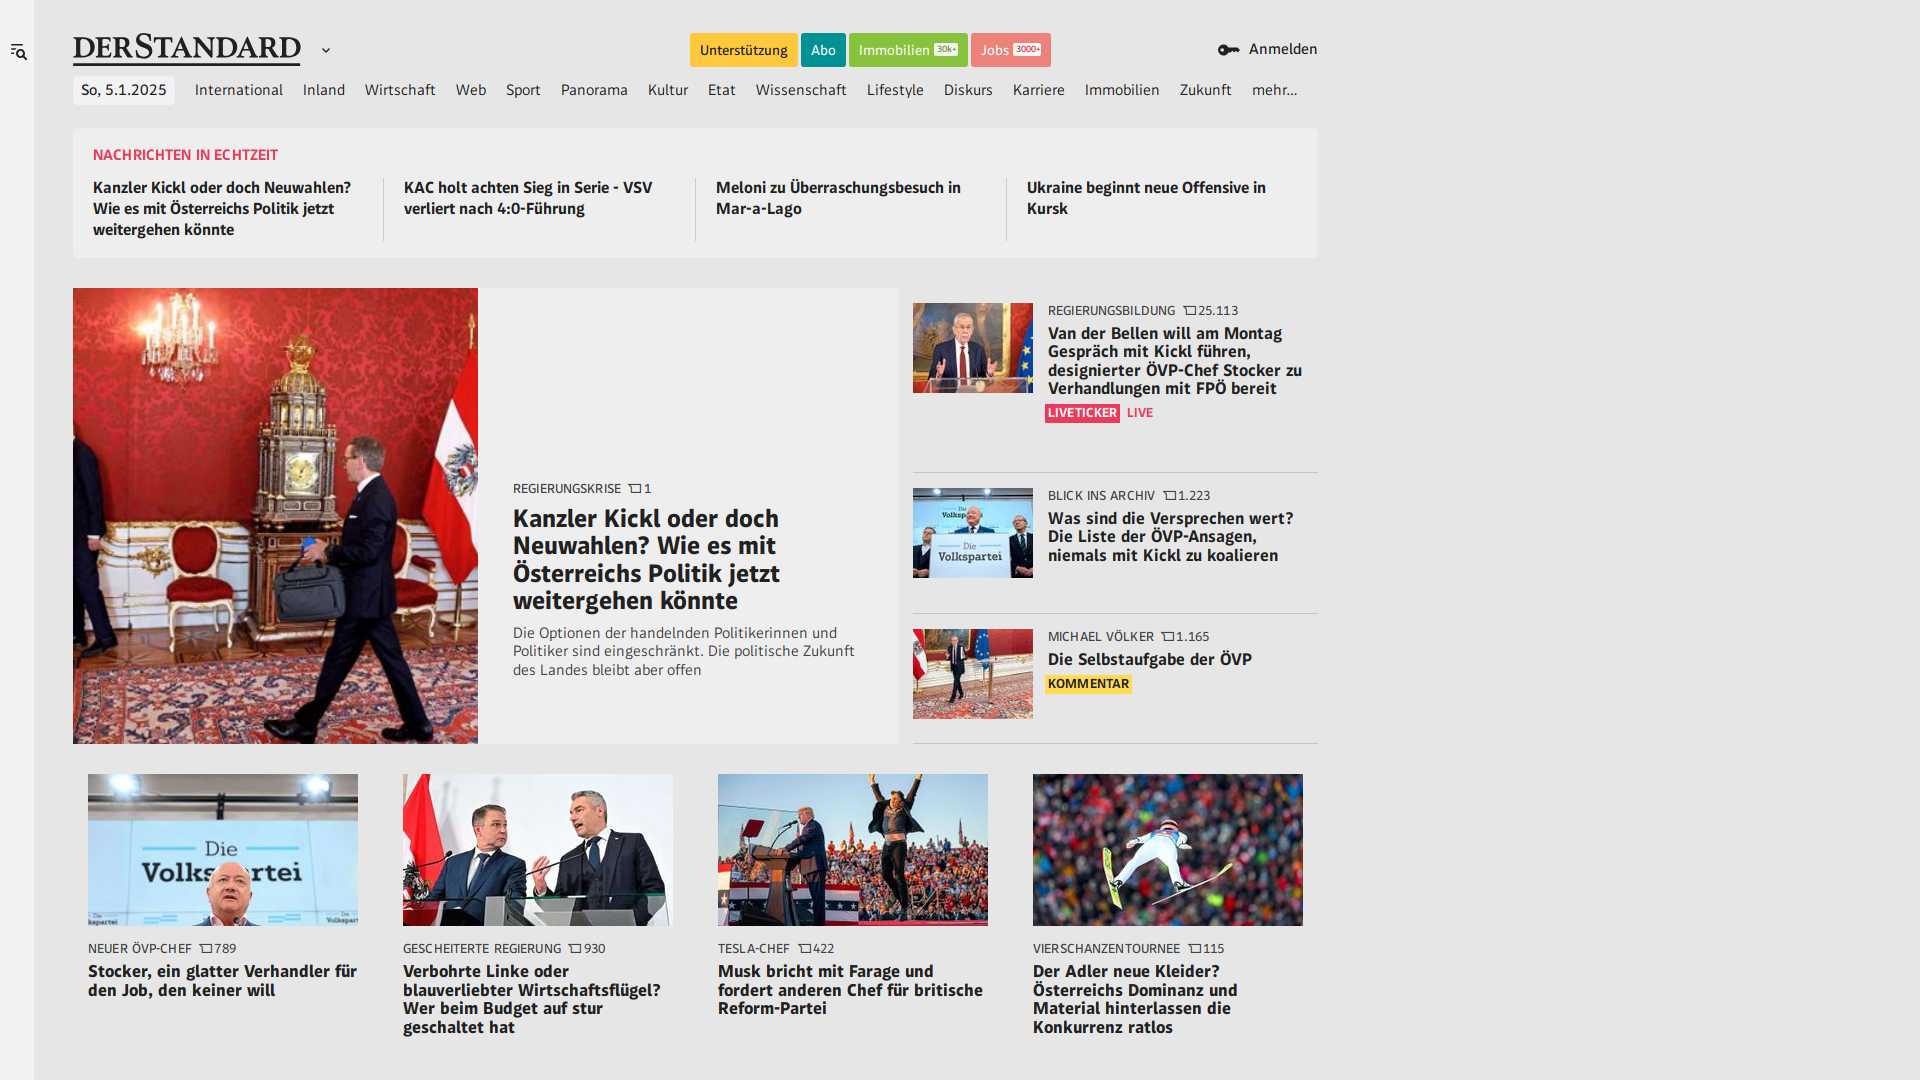 DERSTANDARD
Unterstützung Abo Immobilien 30k+ Jobs 3000+
Anmelden
So, 5.1.2025 International Inland Wirtschaft Web Sport Panorama Kultur Etat Wissenschaft Lifestyle Diskurs Karriere Immobilien Zukunft mehr...
NACHRICHTEN IN ECHTZEIT
Kanzler Kickl oder doch Neuwahlen?
Wie es mit Österreichs Politik jetzt
weitergehen könnte
KAC holt achten Sieg in Serie - VSV
verliert nach 4:0-Führung
Meloni zu Überraschungsbesuch in
Mar-a-Lago
Ukraine beginnt neue Offensive in
Kursk
REGIERUNGSKRISE 1
Kanzler Kickl oder doch
Neuwahlen? Wie es mit
Österreichs Politik jetzt
weitergehen könnte
Die Optionen der handelnden Politikerinnen und
Politiker sind eingeschränkt. Die politische Zukunft
des Landes bleibt aber offen
REGIERUNGSBILDUNG 25.113
Van der Bellen will am Montag
Gespräch mit Kickl führen,
designierter ÖVP-Chef Stocker zu
Verhandlungen mit FPÖ bereit
LIVETICKER LIVE
Die
Volkspartei
BLICK INS ARCHIV 1.223
Was sind die Versprechen wert?
Die Liste der ÖVP-Ansagen,
niemals mit Kickl zu koalieren
MICHAEL VÖLKER 1.165
Die Selbstaufgabe der ÖVP
KOMMENTAR
Die
Volkspartei
NEUER ÖVP-CHEF 789
Stocker, ein glatter Verhandler für
den Job, den keiner will
GESCHEITERTE REGIERUNG 930
Verbohrte Linke oder
blauverliebter Wirtschaftsflügel?
Wer beim Budget auf stur
geschaltet hat
TESLA-CHEF 422
Musk bricht mit Farage und
fordert anderen Chef für britische
Reform-Partei
VIERSCHANZENTOURNEE 115
Der Adler neue Kleider?
Österreichs Dominanz und
Material hinterlassen die
Konkurrenz ratlos